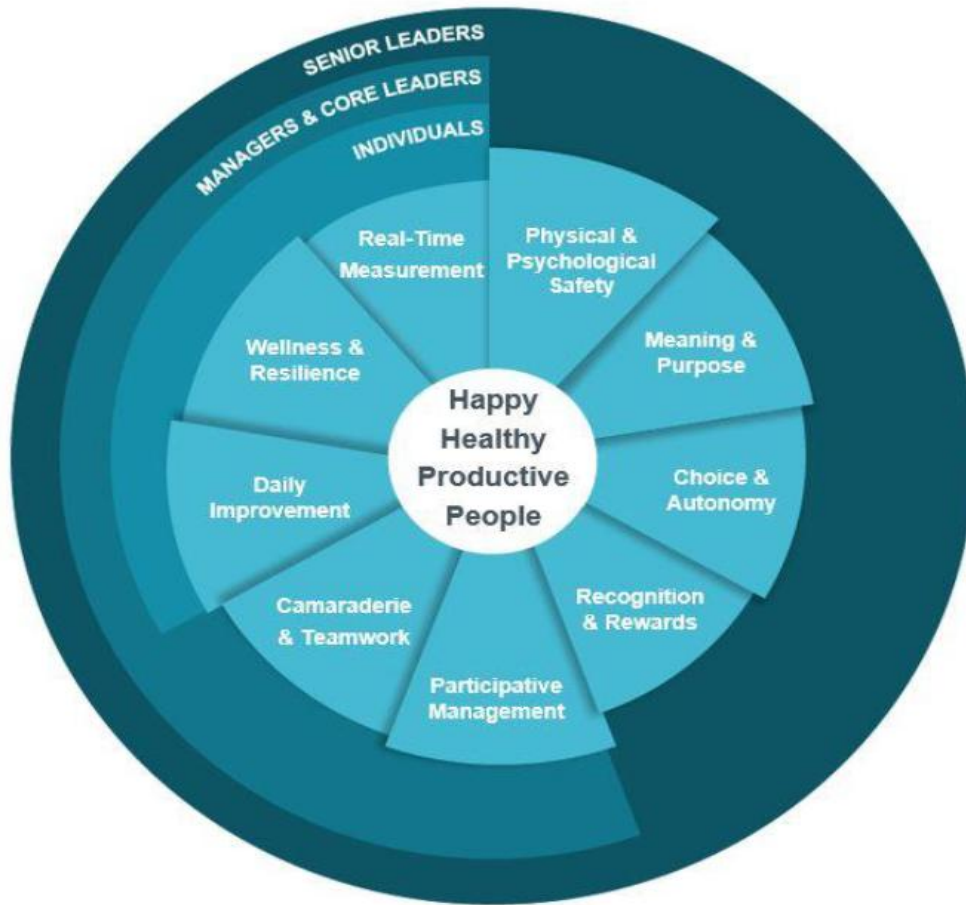 SENIOR LEADERS
MANAGERS & CORE LEADERS
INDIVIDUALS
Real-Time
Measurement
Physical &
Psychological
Safety
Meaning &
Purpose
Choice &
Autonomy
Recognition
& Rewards
Participative
Management
Camaraderie
& Teamwork
Daily
Improvement
Wellness &
Resilience
Happy
Healthy
Productive
People